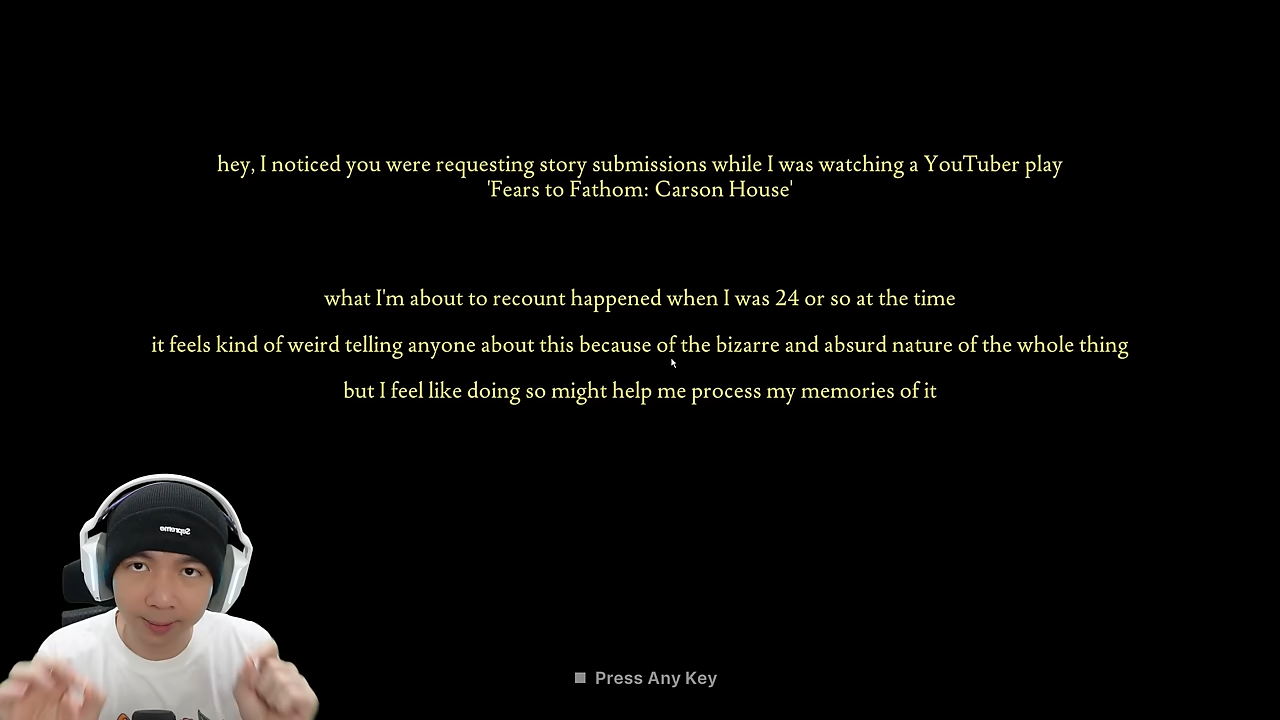 hey, I noticed you were requesting story submissions while I was watching a YouTuber play
'Fears to Fathom: Carson House'
what I'm about to recount happened when I was 24 or so at the time
it feels kind of weird telling anyone about this because of the bizarre and absurd nature of the whole thing
but I feel like doing so might help me process my memories of it
Supreme
Press Any Key